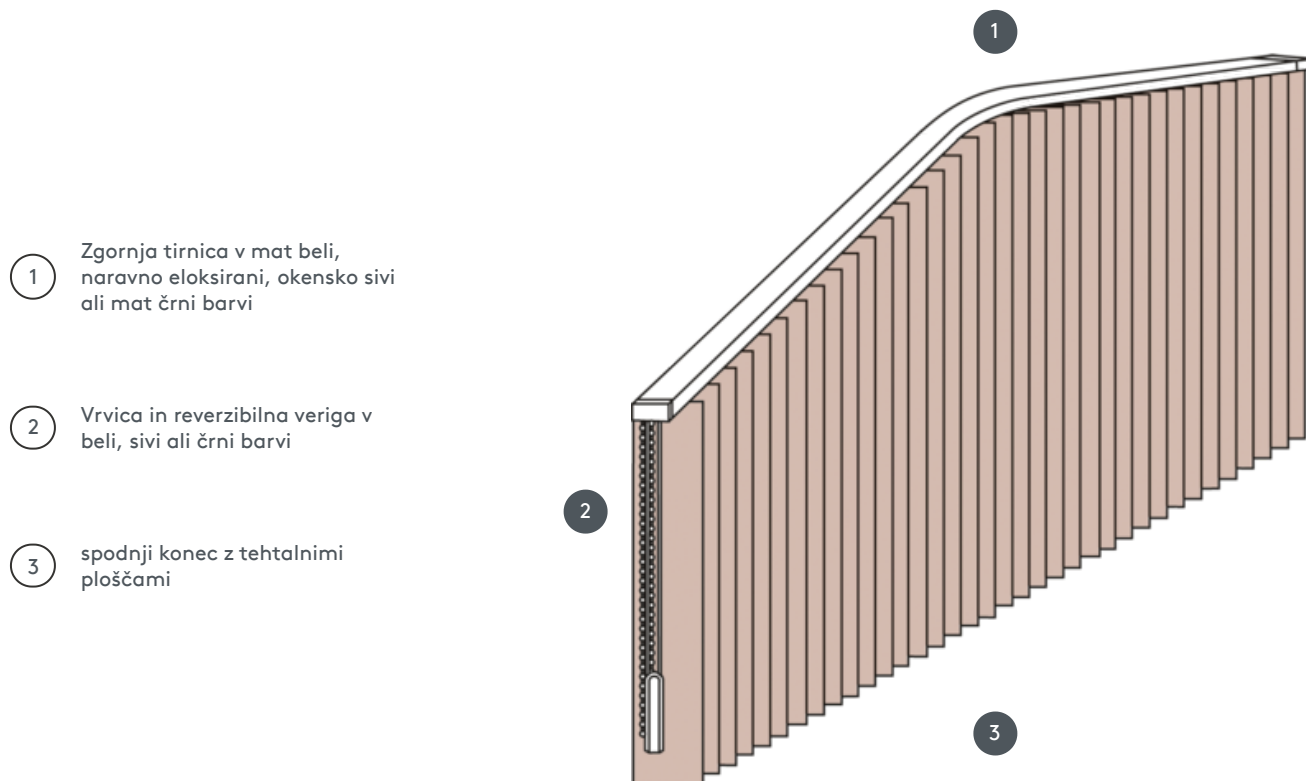 1
Zgornja tirnica v mat beli,
naravno eloksirani, okensko sivi
ali mat črni barvi
2
Vrvica in reverzibilna veriga v
beli, sivi ali črni barvi
3
spodnji konec z tehtalnimi
ploščami
1
2
3